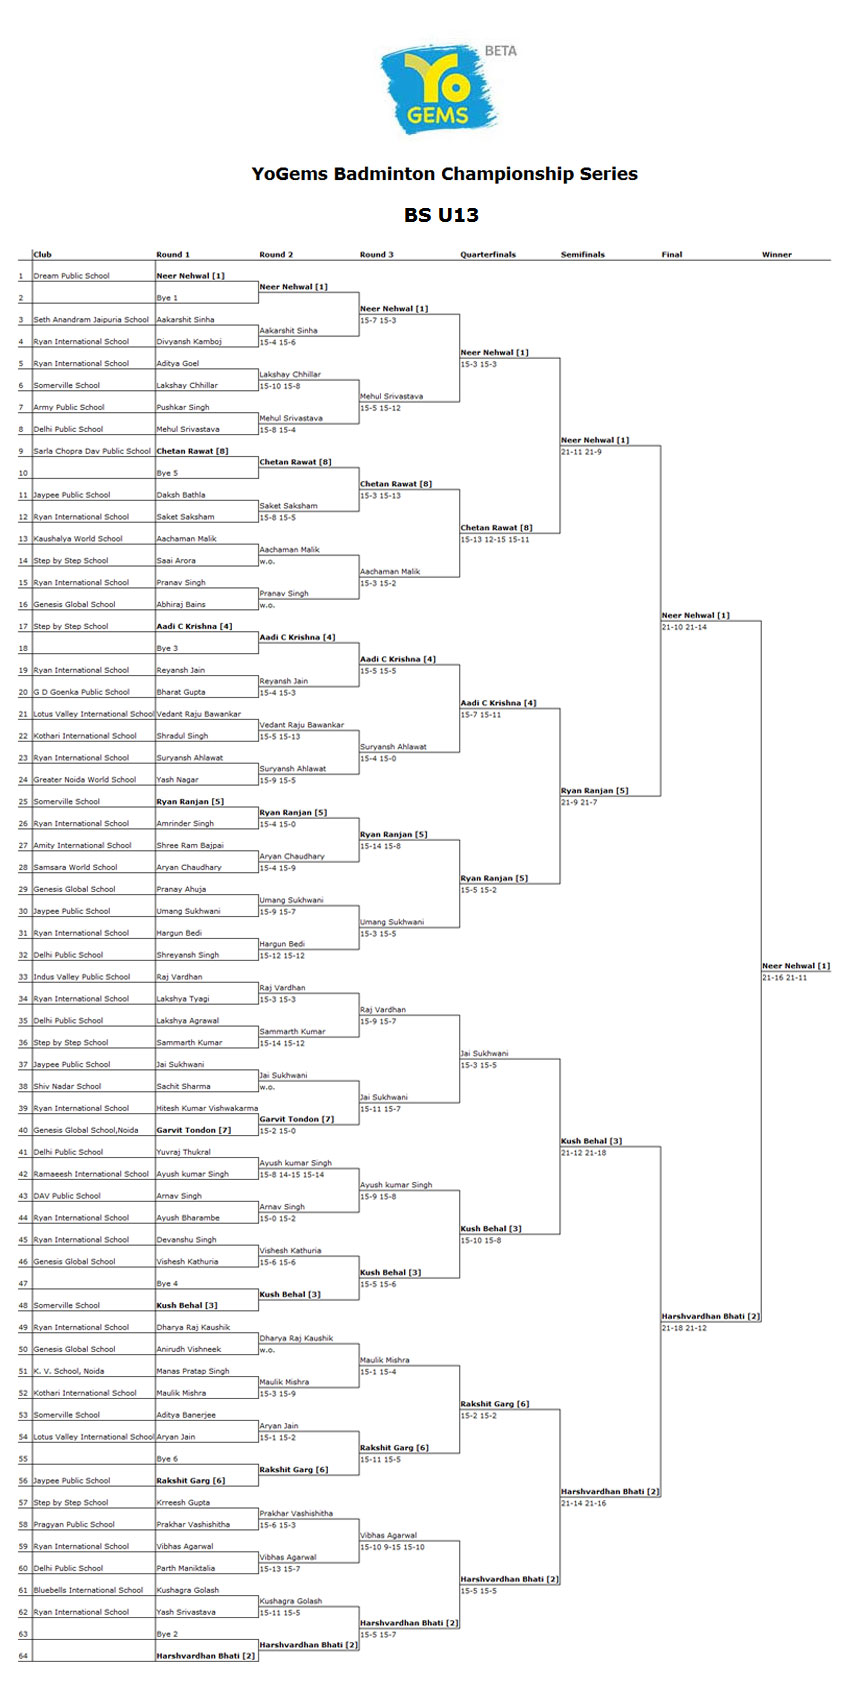 BETA
Yo
GEMS
YoGems Badminton Championship Series
BS U13
Club Round 1 Round 2 Round 3 Quarterfinals Semifinals Final Winner
1 Dream Public School Neer Nehwal [1]
Neer Nehwal [1]
2 Bye 1
Neer Nehwal [1]
3 Seth Anandram Jaipuria School Aakarshit Sinha 15-7 15-3
Aakarshit Sinha
4 Ryan International School Divyansh Kamboj 15-4 15-6
Neer Nehwal [1]
5 Ryan International School Aditya Goel 15-3 15-3
Lakshay Chhillar
6 Somerville School Lakshay Chhillar 15-10 15-8
Mehul Srivastava
7 Army Public School Pushkar Singh 15-5 15-12
Mehul Srivastava
8 Delhi Public School Mehul Srivastava 15-8 15-4
Neer Nehwal [1]
9 Sarla Chopra Dav Public School Chetan Rawat [8] 21-11 21-9
Chetan Rawat [8]
10 Bye 5
Chetan Rawat [8]
11 Jaypee Public School Daksh Bathla 15-3 15-13
Saket Saksham
12 Ryan International School Saket Saksham 15-8 15-5
Chetan Rawat [8]
13 Kaushalya World School Aachaman Malik 15-13 12-15 15-11
Aachaman Malik
14 Step by Step School Saai Arora w.o.
Aachaman Malik
15 Ryan International School Pranav Singh 15-3 15-2
Pranav Singh
16 Genesis Global School Abhiraj Bains w.o.
Neer Nehwal [1]
17 Step by Step School Aadi C Krishna [4] 21-10 21-14
Aadi C Krishna [4]
18 Bye 3
Aadi C Krishna [4]
19 Ryan International School Reyansh Jain 15-5 15-5
Reyansh Jain
20 G D Goenka Public School Bharat Gupta 15-4 15-3
Aadi C Krishna [4]
21 Lotus Valley International School Vedant Raju Bawankar 15-7 15-11
Vedant Raju Bawankar
22 Kothari International School Shradul Singh 15-5 15-13
Suryansh Ahlawat
23 Ryan International School Suryansh Ahlawat 15-4 15-0
Suryansh Ahlawat
24 Greater Noida World School Yash Nagar 15-9 15-5
Ryan Ranjan [5]
25 Somerville School Ryan Ranjan [5] 21-9 21-7
Ryan Ranjan [5]
26 Ryan International School Amrinder Singh 15-4 15-0
Ryan Ranjan [5]
27 Amity International School Shree Ram Bajpai 15-14 15-8
Aryan Chaudhary
28 Samsara World School Aryan Chaudhary 15-4 15-9
Ryan Ranjan [5]
29 Genesis Global School Pranay Ahuja 15-5 15-2
Umang Sukhwani
30 Jaypee Public School Umang Sukhwani 15-9 15-7
Umang Sukhwani
31 Ryan International School Hargun Bedi 15-3 15-5
Hargun Bedi
32 Delhi Public School Shreyansh Singh 15-12 15-12
Neer Nehwal [1]
33 Indus Valley Public School Raj Vardhan 21-16 21-11
Raj Vardhan
34 Ryan International School Lakshya Tyagi 15-3 15-3
Raj Vardhan
35 Delhi Public School Lakshya Agrawal 15-9 15-7
Sammarth Kumar
36 Step by Step School Sammarth Kumar 15-14 15-12
Jai Sukhwani
37 Jaypee Public School Jai Sukhwani 15-3 15-5
Jai Sukhwani
38 Shiv Nadar School Sachit Sharma w.o.
Jai Sukhwani
39 Ryan International School Hitesh Kumar Vishwakarma 15-11 15-7
Garvit Tondon [7]
40 Genesis Global School,Noida Garvit Tondon [7] 15-2 15-0
Kush Behal [3]
41 Delhi Public School Yuvraj Thukral 21-12 21-18
Ayush kumar Singh
42 Ramaeesh International School Ayush kumar Singh 15-8 14-15 15-14
Ayush kumar Singh
43 DAV Public School Arnav Singh 15-9 15-8
Arnav Singh
44 Ryan International School Ayush Bharambe 15-0 15-2
Kush Behal [3]
45 Ryan International School Devanshu Singh 15-10 15-8
Vishesh Kathuria
46 Genesis Global School Vishesh Kathuria 15-6 15-6
Kush Behal [3]
47 Bye 4 15-5 15-6
Kush Behal [3]
48 Somerville School Kush Behal [3]
Harshvardhan Bhati [2]
49 Ryan International School Dharya Raj Kaushik 21-18 21-12
Dharya Raj Kaushik
50 Genesis Global School Anirudh Vishneek w.o.
Maulik Mishra
51 K. V. School, Noida Manas Pratap Singh 15-1 15-4
Maulik Mishra
52 Kothari International School Maulik Mishra 15-3 15-9
Rakshit Garg [6]
53 Somerville School Aditya Banerjee 15-2 15-2
Aryan Jain
54 Lotus Valley International School Aryan Jain 15-1 15-2
Rakshit Garg [6]
55 Bye 6 15-11 15-5
Rakshit Garg [6]
56 Jaypee Public School Rakshit Garg [6]
Harshvardhan Bhati [2]
57 Step by Step School Krreesh Gupta 21-14 21-16
Prakhar Vashishitha
58 Pragyan Public School Prakhar Vashishitha 15-6 15-3
Vibhas Agarwal
59 Ryan International School Vibhas Agarwal 15-10 9-15 15-10
Vibhas Agarwal
60 Delhi Public School Parth Maniktalia 15-13 15-7
Harshvardhan Bhati [2]
61 Bluebells International School Kushagra Golash 15-5 15-5
Kushagra Golash
62 Ryan International School Yash Srivastava 15-11 15-5
Harshvardhan Bhati [2]
63 Bye 2 15-5 15-7
Harshvardhan Bhati [2]
64 Harshvardhan Bhati [2]